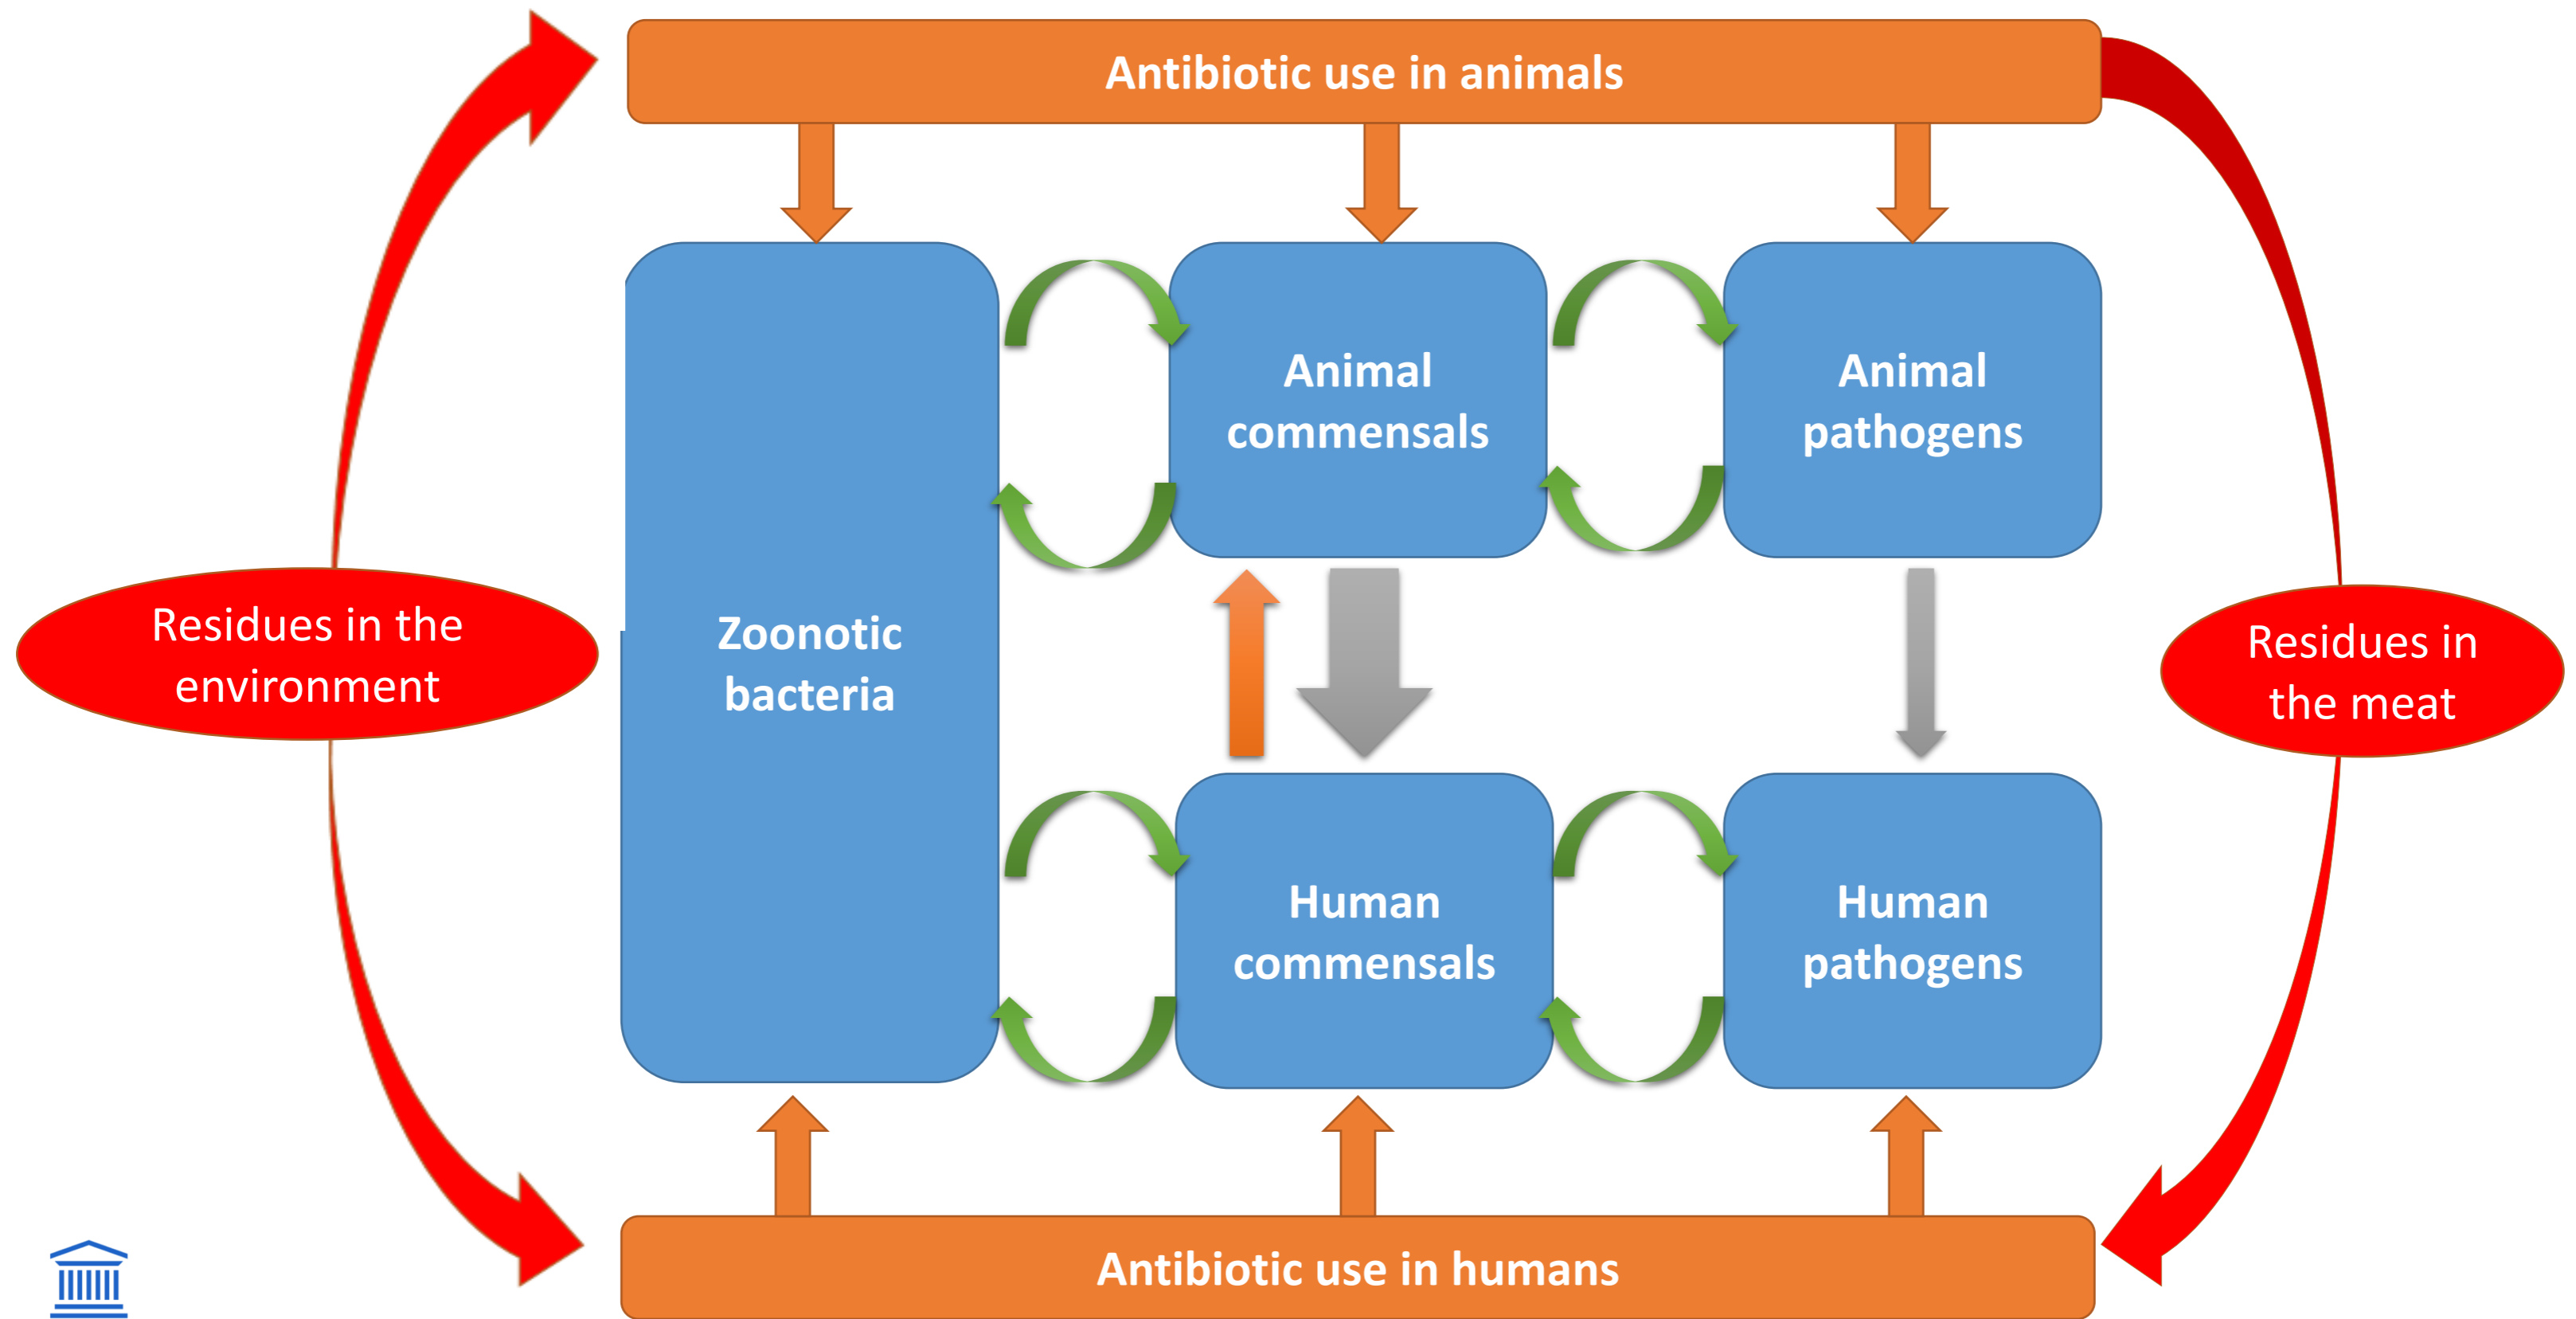 Antibiotic use in animals
Animal
commensals
Animal
pathogens
Residues in the
environment
Zoonotic
bacteria
Residues in
the meat
Human
commensals
Human
pathogens
Antibiotic use in humans